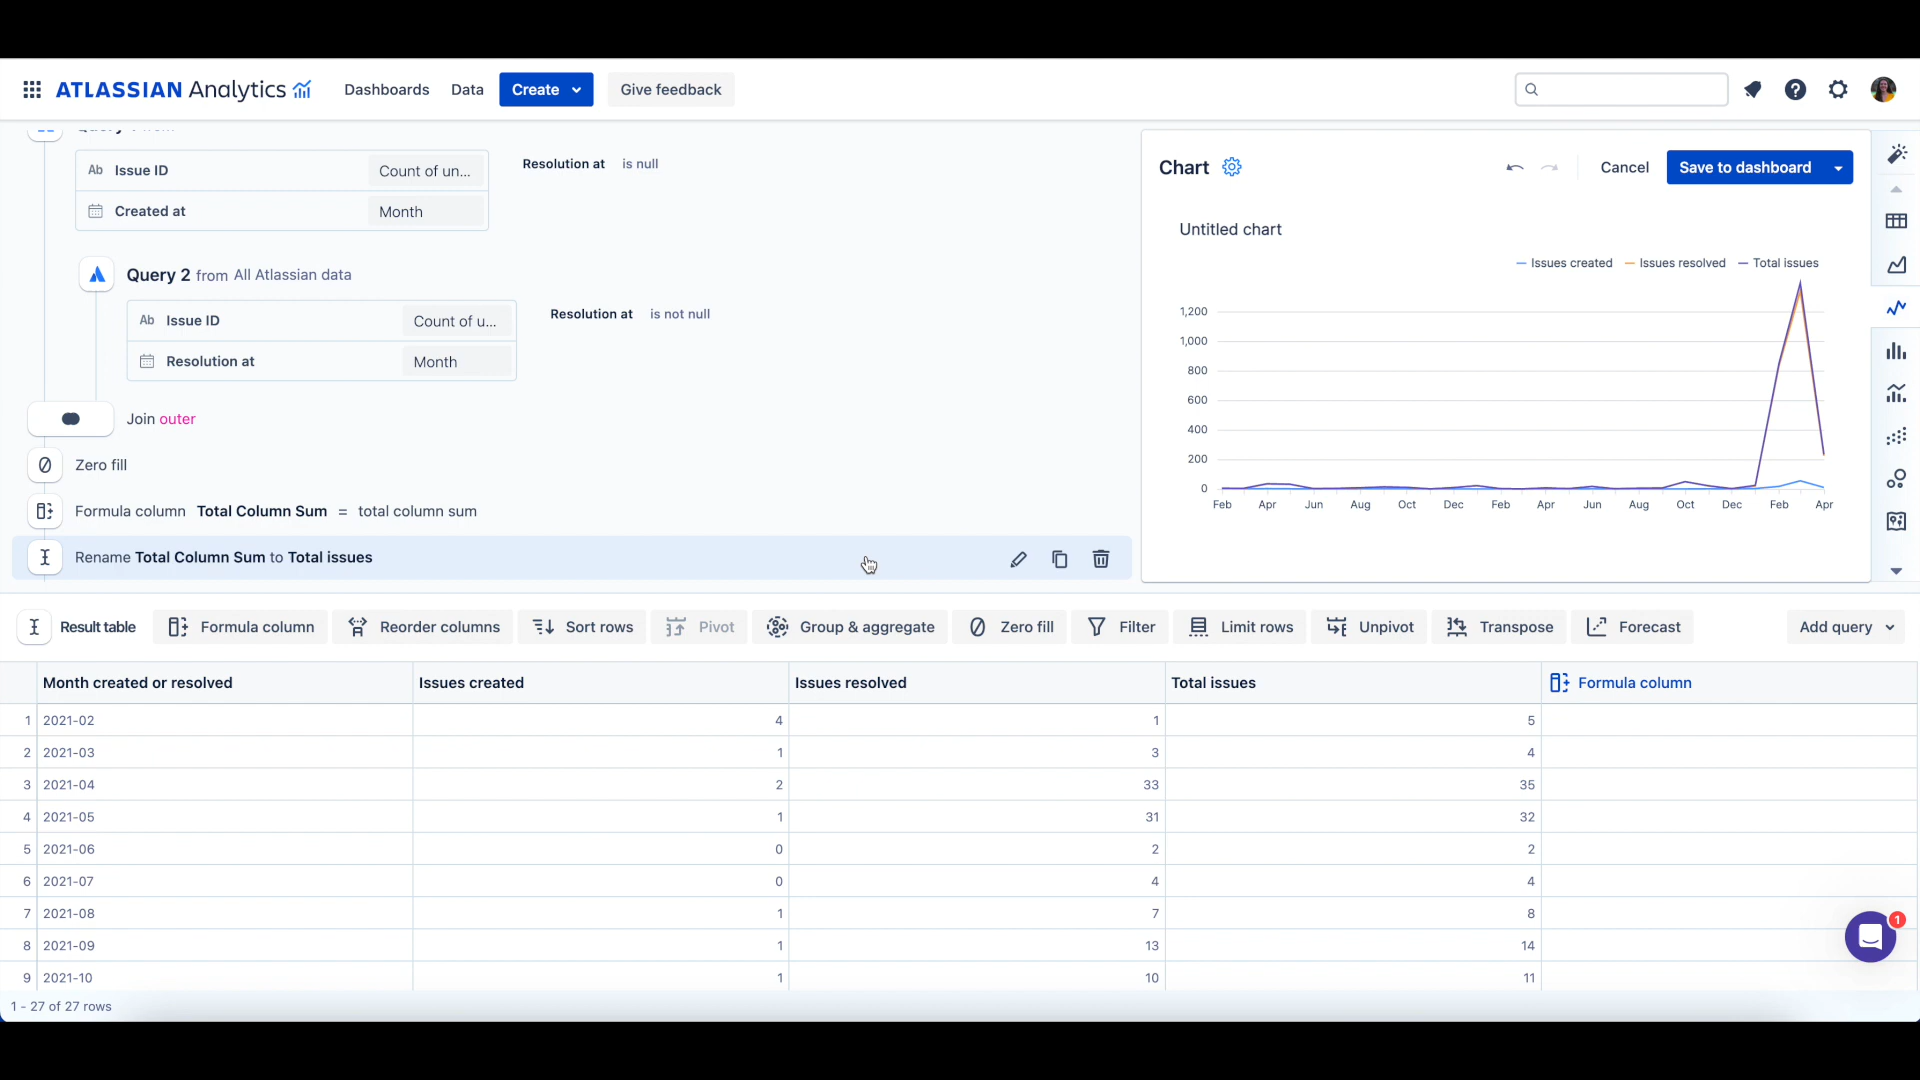 ATLASSIAN Analytics
Dashboards
Data
Create
Give feedback
Ab Issue ID Count of un...
Created at Month
Resolution at is null
Query 2 from All Atlassian data
Ab Issue ID Count of u...
Resolution at Month
Resolution at is not null
Join outer
Zero fill
Formula column Total Column Sum = total column sum
Rename Total Column Sum to Total issues
Chart
Cancel
Save to dashboard
Untitled chart
Issues created Issues resolved Total issues
1,200
1,000
800
600
400
200
0
Feb Apr Jun Aug Oct Dec Feb Apr Jun Aug Oct Dec Feb Apr
Result table
Formula column
Reorder columns
Sort rows
Pivot
Group & aggregate
Zero fill
Filter
Limit rows
Unpivot
Transpose
Forecast
Add query
Month created or resolved Issues created Issues resolved Total issues Formula column
1 2021-02 4 1 5
2 2021-03 1 3 4
3 2021-04 2 33 35
4 2021-05 1 31 32
5 2021-06 0 2 2
6 2021-07 0 4 4
7 2021-08 1 7 8
8 2021-09 1 13 14
9 2021-10 1 10 11
1
1 - 27 of 27 rows